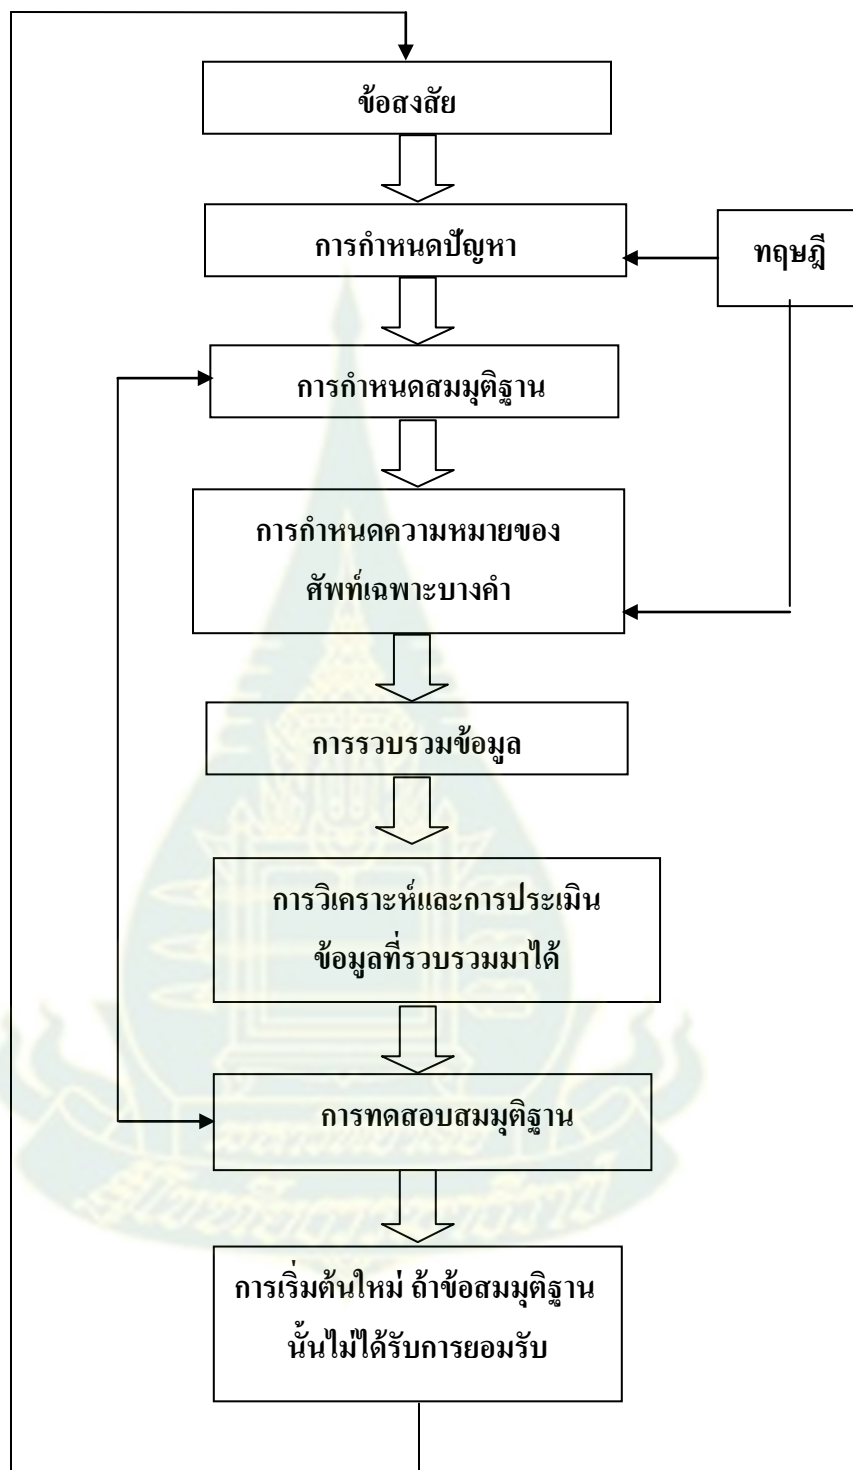 ข้อสงสัย
การกำหนดปัญหา
ทฤษฎี
การกำหนดสมมุติฐาน
การกำหนดความหมายของ
ศัพท์เฉพาะบางคำ
การรวบรวมข้อมูล
การวิเคราะห์และการประเมิน
ข้อมูลที่รวบรวมมาได้
การทดสอบสมมุติฐาน
การเริ่มต้นใหม่ ถ้าข้อสมมุติฐาน
นั้นไม่ได้รับการยอมรับ